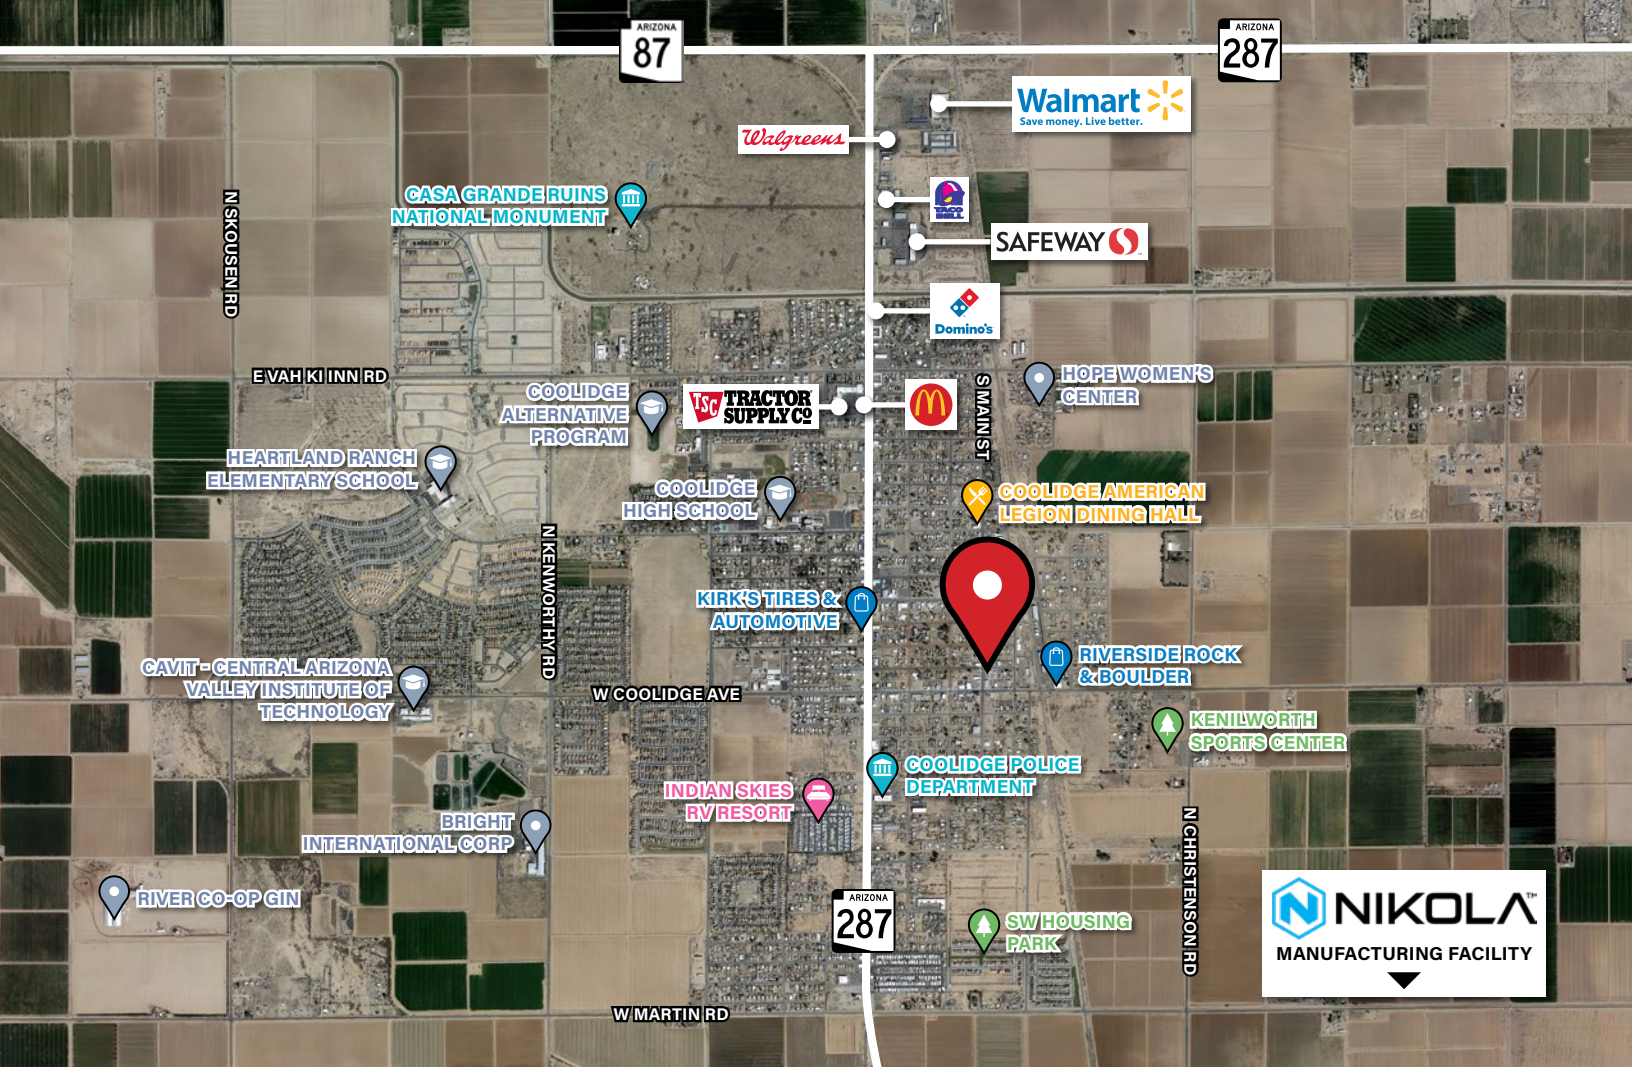 ARIZONA
87
ARIZONA
287
Walmart
Save money. Live better.
Walgreens
TACO
BELL
SAFEWAY
Domino's
CASA GRANDE RUINS
NATIONAL MONUMENT
N SKOUSEN RD
E VAH KI INN RD
COOLIDGE
ALTERNATIVE
PROGRAM
TSC
TRACTOR
SUPPLY CO
S MAIN ST
HOPE WOMEN'S
CENTER
HEARTLAND RANCH
ELEMENTARY SCHOOL
COOLIDGE
HIGH SCHOOL
COOLIDGE AMERICAN
LEGION DINING HALL
N KENWORTHY RD
KIRK'S TIRES &
AUTOMOTIVE
RIVERSIDE ROCK
& BOULDER
CAVIT - CENTRAL ARIZONA
VALLEY INSTITUTE OF
TECHNOLOGY
W COOLIDGE AVE
KENILWORTH
SPORTS CENTER
COOLIDGE POLICE
DEPARTMENT
INDIAN SKIES
RV RESORT
BRIGHT
INTERNATIONAL CORP
N CHRISTENSON RD
RIVER CO-OP GIN
ARIZONA
287
SW HOUSING
PARK
NIKOLA™
MANUFACTURING FACILITY
W MARTIN RD